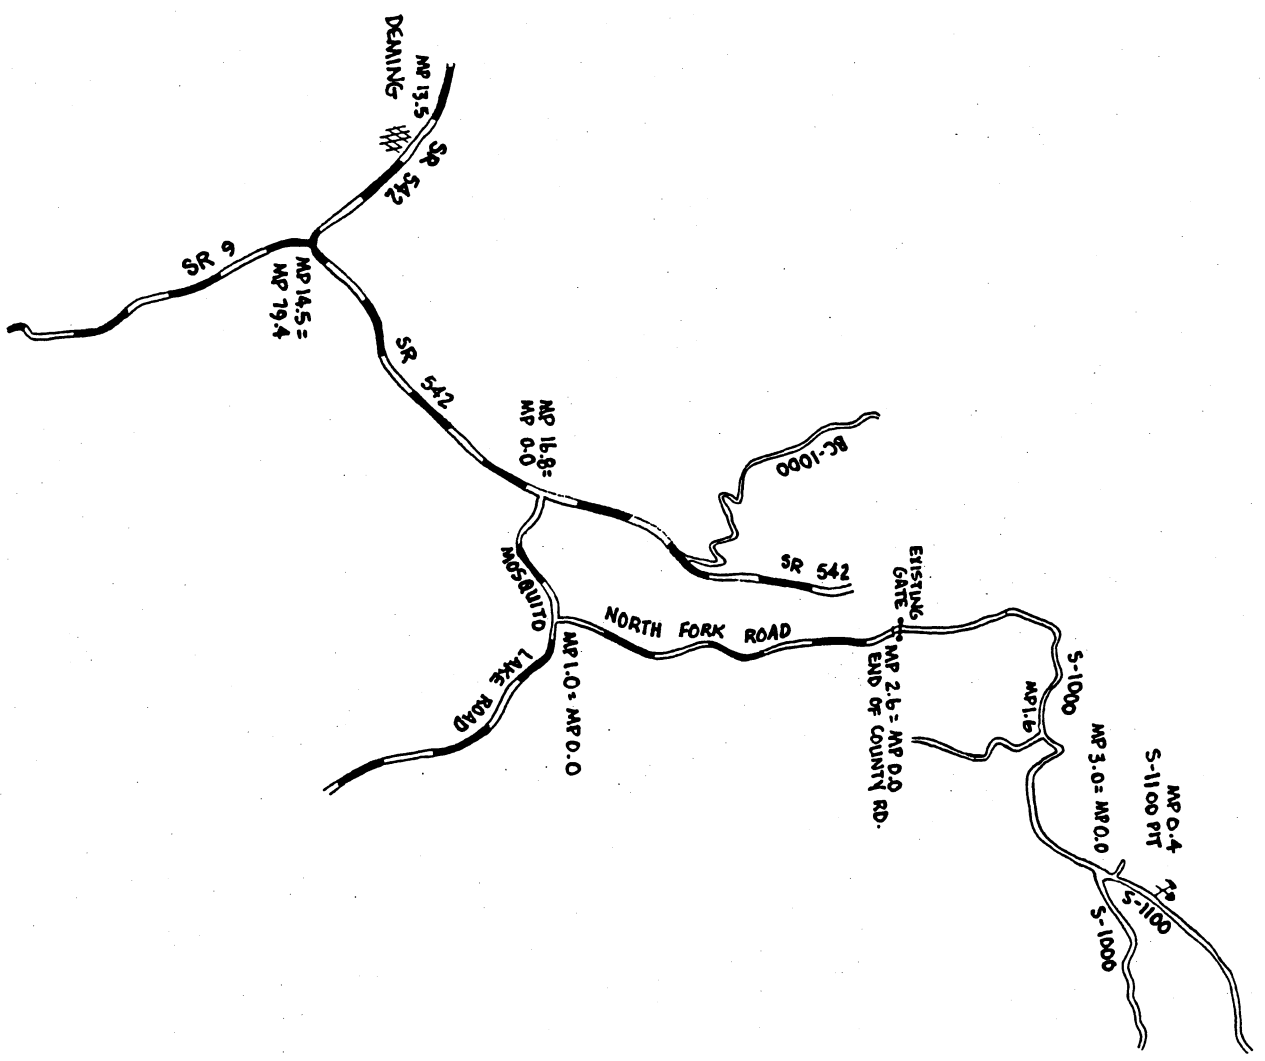 DEMING
MP 13.5
SR 542
SR 9
MP 14.5 =
MP 79.4
SR 542
MP 16.8 =
MP 0.0
BC-1000
SR 542
MOSQUITO
LAKE ROAD
NORTH FORK ROAD
MP 1.0 = MP 0.0
EXISTING
GATE
MP 2.6 = MP 0.0
END OF COUNTY RD.
S-1000
MP 1.6
MP 3.0 = MP 0.0
MP 0.4
S-1100 PIT
S-1100
S-1000